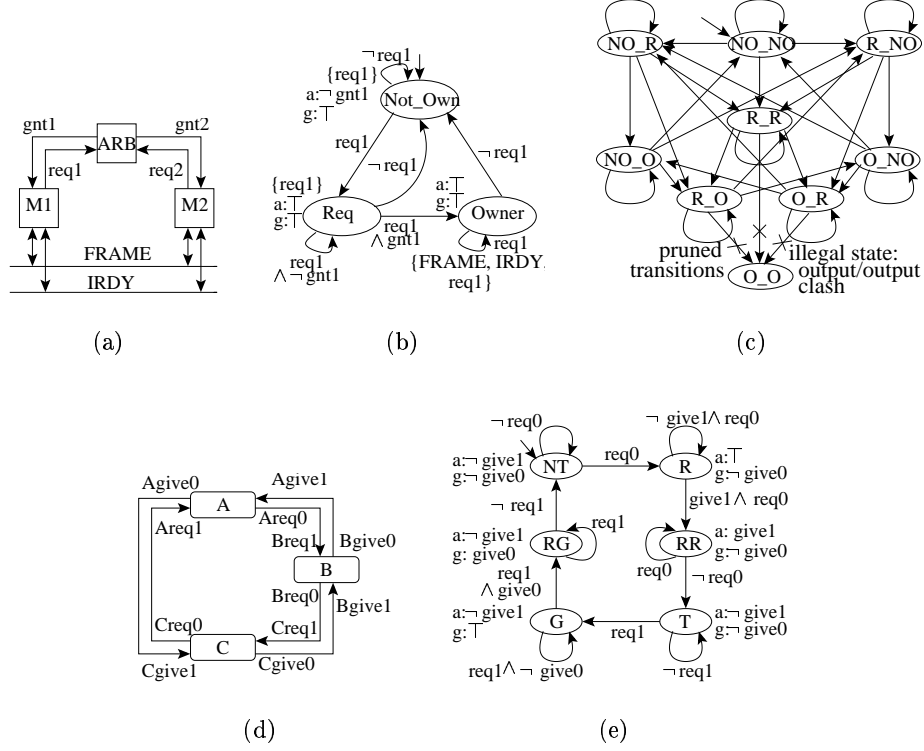 gnt1
ARB
gnt2
req1
req2
M1
M2
FRAME
IRDY
(a)
¬ req1
{req1}
a:¬ gnt1
g:⊤
Not_Own
req1
¬ req1
¬ req1
{req1}
a:⊤
g:⊤
Req
a:⊤
g:⊤
Owner
req1
∧ gnt1
req1
∧ ¬ gnt1
req1
{FRAME, IRDY,
req1}
(b)
NO_R
NO_NO
R_NO
R_R
NO_O
O_NO
R_O
O_R
pruned
transitions
illegal state:
output/output
clash
O_O
(c)
Agive0
Agive1
A
Areq1
Areq0
Breq1
Bgive0
B
Breq0
Bgive1
Creq0
Creq1
C
Cgive1
Cgive0
(d)
¬ req0
¬ give1 ∧ req0
a:¬ give1
g:¬ give0
NT
req0
R
a:⊤
g:¬ give0
¬ req1
give1 ∧ req0
a:¬ give1
g: give0
RG
req1
RR
a: give1
g:¬ give0
req0
req1
∧ give0
¬ req0
a:¬ give1
g:⊤
G
req1
T
a:¬ give1
g:¬ give0
req1 ∧ ¬ give0
¬ req1
(e)